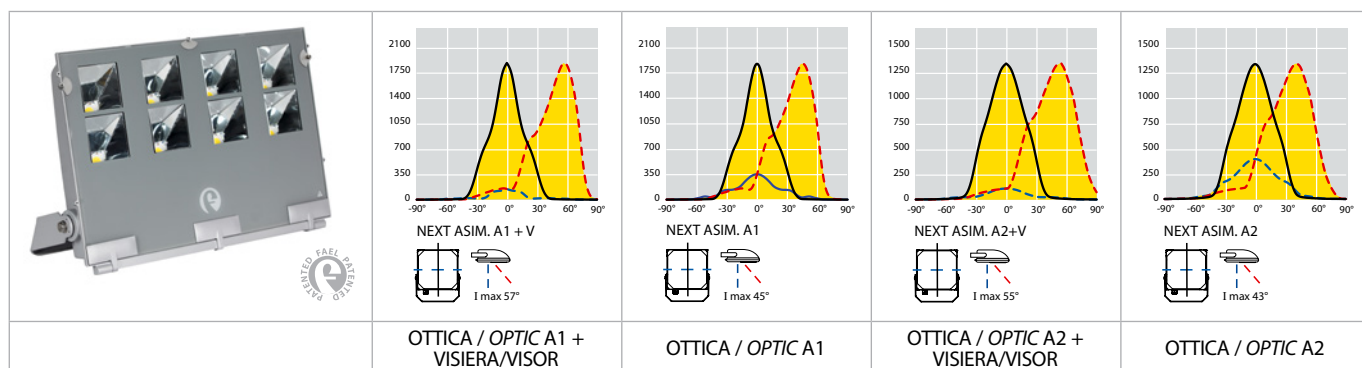 PATENTED FAEL PATENTED
2100
1750
1400
1050
700
350
0
-90° -60° -30° 0° 30° 60° 90°
NEXT ASIM. A1 + V
I max 57°
OTTICA / OPTIC A1 +
VISIERA/VISOR
2100
1750
1400
1050
700
350
0
-90° -60° -30° 0° 30° 60° 90°
NEXT ASIM. A1
I max 45°
OTTICA / OPTIC A1
1500
1250
1000
750
500
250
0
-90° -60° -30° 0° 30° 60° 90°
NEXT ASIM. A2+V
I max 55°
OTTICA / OPTIC A2 +
VISIERA/VISOR
1500
1250
1000
750
500
250
0
-90° -60° -30° 0° 30° 60° 90°
NEXT ASIM. A2
I max 43°
OTTICA / OPTIC A2